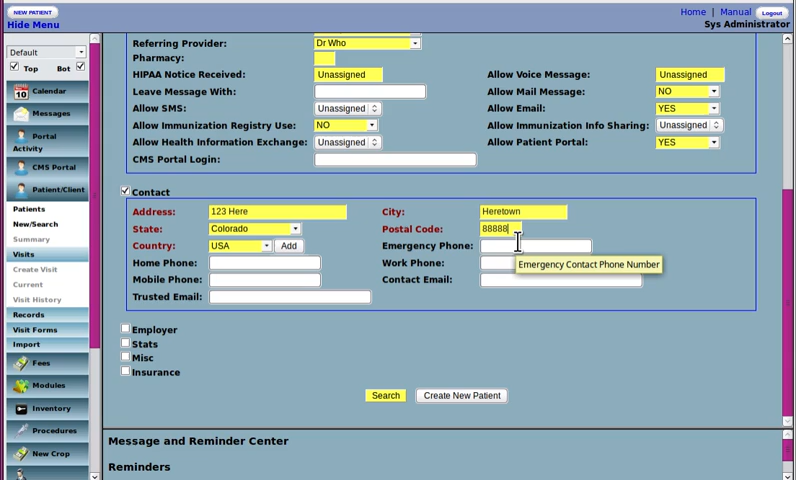 NEW PATIENT
Hide Menu
Home | Manual Logout
Sys Administrator
Default
Top Bot
Calendar
Messages
Portal
Activity
CMS Portal
Patient/Client
Patients
New/Search
Summary
Visits
Create Visit
Current
Visit History
Records
Visit Forms
Import
Fees
Modules
Inventory
Procedures
New Crop
Referring Provider: Dr Who
Pharmacy:
HIPAA Notice Received: Unassigned Allow Voice Message: Unassigned
Leave Message With: Allow Mail Message: NO
Allow SMS: Unassigned Allow Email: YES
Allow Immunization Registry Use: NO Allow Immunization Info Sharing: Unassigned
Allow Health Information Exchange: Unassigned Allow Patient Portal: YES
CMS Portal Login:
Contact
Address: 123 Here City: Heretown
State: Colorado Postal Code: 88888
Country: USA Add Emergency Phone:
Home Phone: Work Phone:
Emergency Contact Phone Number
Mobile Phone: Contact Email:
Trusted Email:
Employer
Stats
Misc
Insurance
Search Create New Patient
Message and Reminder Center
Reminders